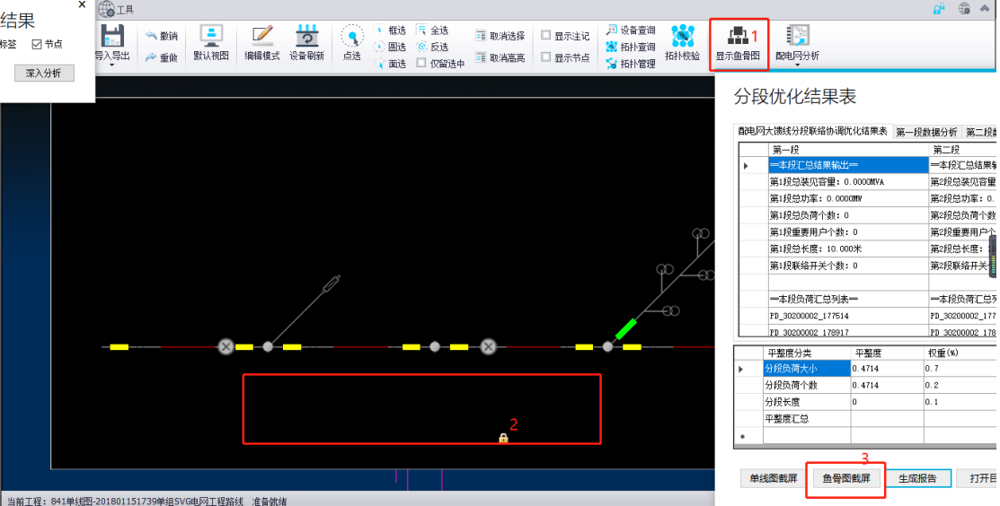 结果
标签 节点
深入分析
工具
导入导出
撤销
重做
默认视图
编辑模式
设备刷新
点选
框选
圆选
面选
全选
反选
仅留选中
取消选择
取消高亮
显示注记
显示节点
设备查询
拓扑查询
拓扑管理
拓扑校验
显示鱼骨图
1
配电网分析
分段优化结果表
配电网大馈线分段联络协调优化结果表 第一段数据分析 第二段数
第一段 第二段
==本段汇总结果输出== ==本段汇总结果输
第1段总装见容量: 0.0000MVA 第2段总装见容量
第1段总功率: 0.0000MW 第2段总功率: 0.
第1段总负荷个数: 0 第2段总负荷个数
第1段重要用户个数: 0 第2段重要用户个
第1段总长度: 10.000米 第2段总长度:
第1段联络开关个数: 0 第2段联络开关
==本段负荷汇总列表== ==本段负荷汇总列
PD_30200002_177514 PD_30200002_177
PD_30200002_178917 PD_30200002_178
平整度分类 平整度 权重(%)
分段负荷大小 0.4714 0.7
分段负荷个数 0.4714 0.2
分段长度 0 0.1
平整度汇总
2
3
单线图截屏 鱼骨图截屏 生成报告 打开目
当前工程: 841单线图-201801151739单组SVG电网工程路线 准备就绪